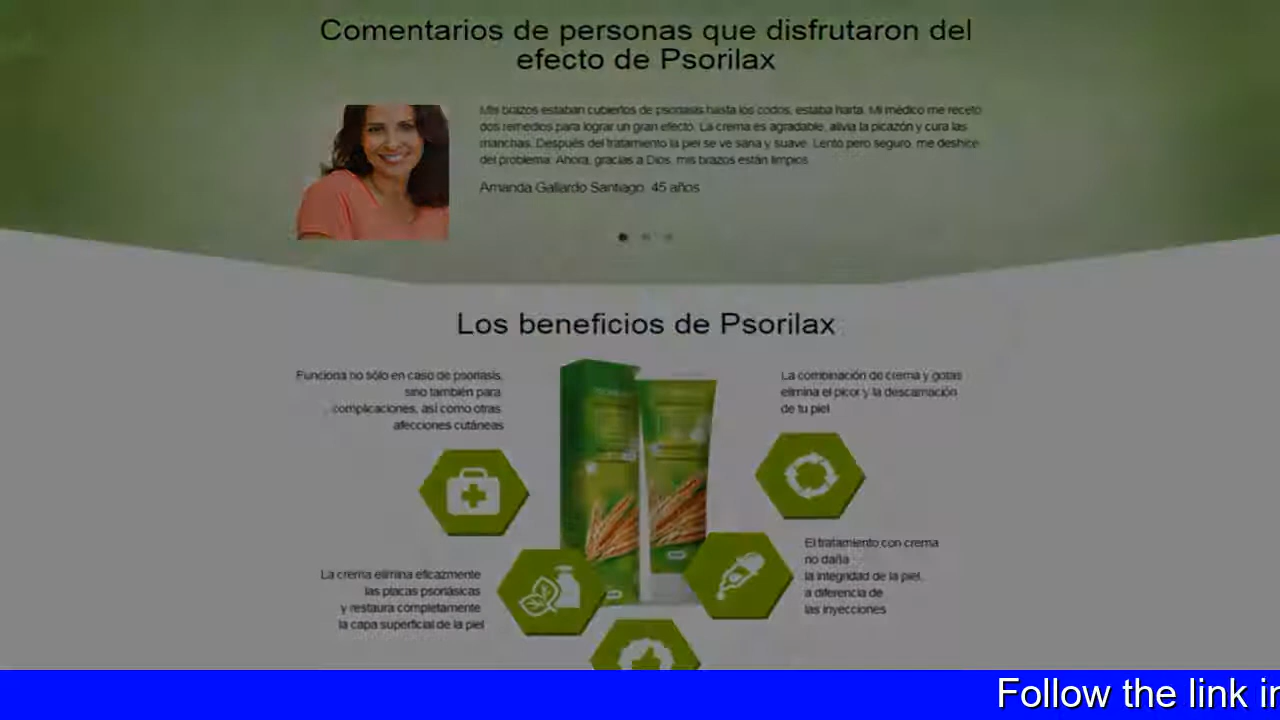 Comentarios de personas que disfrutaron del
efecto de Psorilax
Mis brazos estaban cubiertos de psoriasis hasta los codos, estaba harta. Mi médico me recetó
dos remedios para lograr un gran efecto. La crema es agradable, alivia la picazón y cura las
manchas. Después del tratamiento la piel se ve sana y suave. Lento pero seguro, me deshice
del problema. Ahora, gracias a Dios, mis brazos están limpios.
Amanda Gallardo Santiago, 45 años
Los beneficios de Psorilax
Funciona no sólo en caso de psoriasis,
sino también para
complicaciones, así como otras
afecciones cutáneas
La combinación de crema y gotas
elimina el picor y la descamación
de tu piel
El tratamiento con crema
no daña
la integridad de la piel,
a diferencia de
las inyecciones
La crema elimina eficazmente
las placas psoriásicas
y restaura completamente
la capa superficial de la piel
Follow the link in